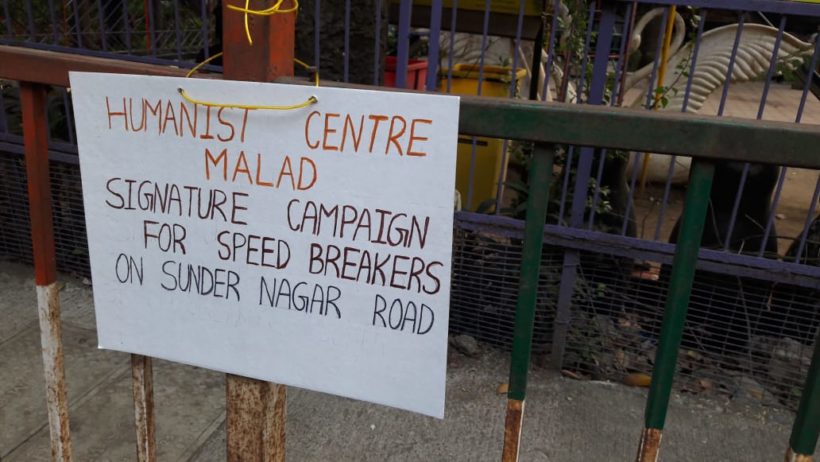 HUMANIST CENTRE
MALAD
SIGNATURE CAMPAIGN
FOR SPEED BREAKERS
ON SUNDER NAGAR ROAD